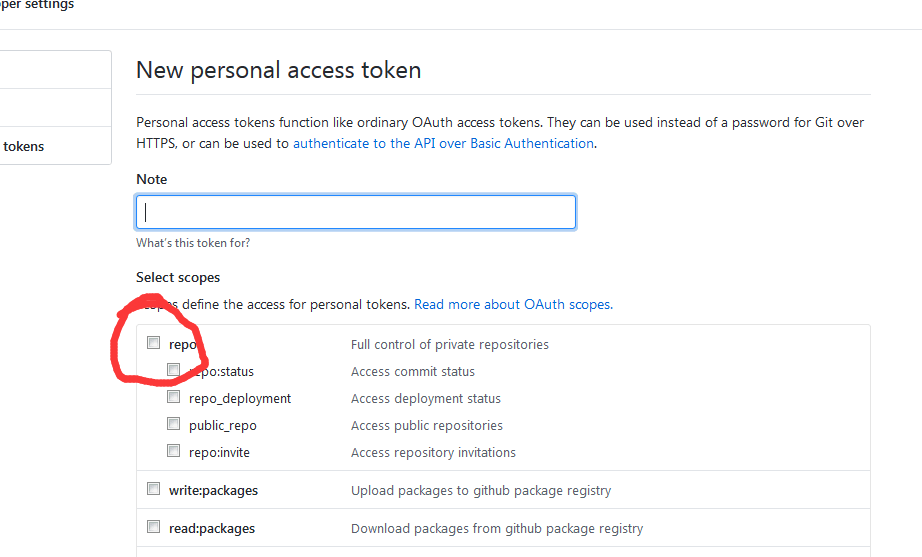 per settings
New personal access token
Personal access tokens function like ordinary OAuth access tokens. They can be used instead of a password for Git over
HTTPS, or can be used to authenticate to the API over Basic Authentication.
tokens
Note
What's this token for?
Select scopes
Scopes define the access for personal tokens. Read more about OAuth scopes.
repo Full control of private repositories
repo:status Access commit status
repo_deployment Access deployment status
public_repo Access public repositories
repo:invite Access repository invitations
write:packages Upload packages to github package registry
read:packages Download packages from github package registry